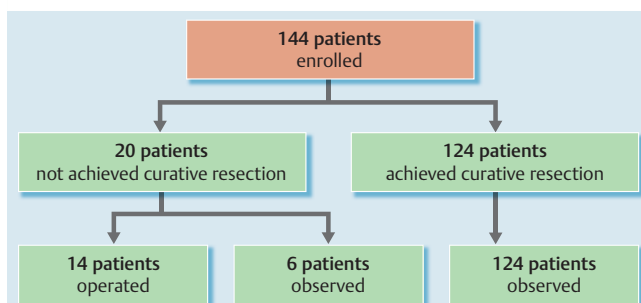 144 patients
enrolled
20 patients
not achieved curative resection
124 patients
achieved curative resection
14 patients
operated
6 patients
observed
124 patients
observed